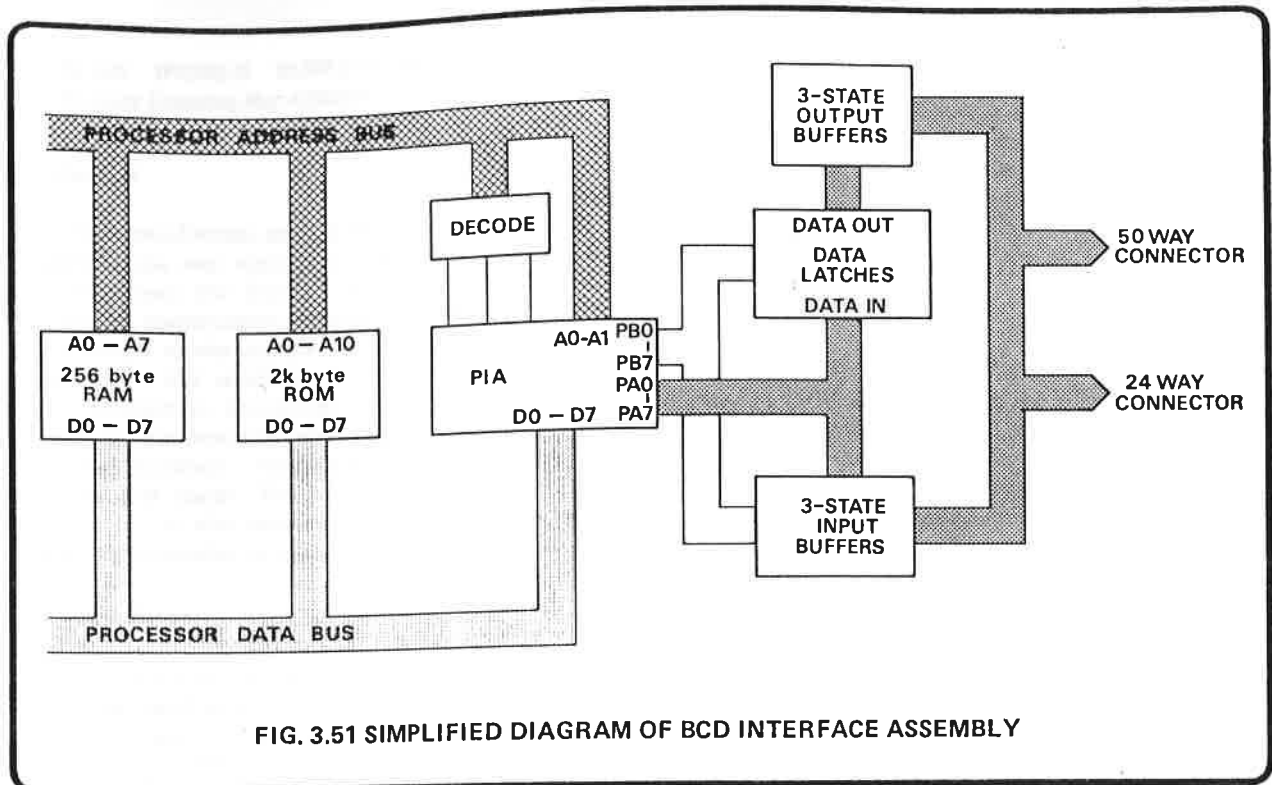 PROCESSOR ADDRESS BUS
3-STATE
OUTPUT
BUFFERS
DECODE
DATA OUT
DATA
LATCHES
DATA IN
50 WAY
CONNECTOR
A0 – A7
256 byte
RAM
D0 – D7
A0 – A10
2k byte
ROM
D0 – D7
A0-A1
PIA
D0 – D7
PB0
PB7
PA0
PA7
24 WAY
CONNECTOR
3-STATE
INPUT
BUFFERS
PROCESSOR DATA BUS
FIG. 3.51 SIMPLIFIED DIAGRAM OF BCD INTERFACE ASSEMBLY